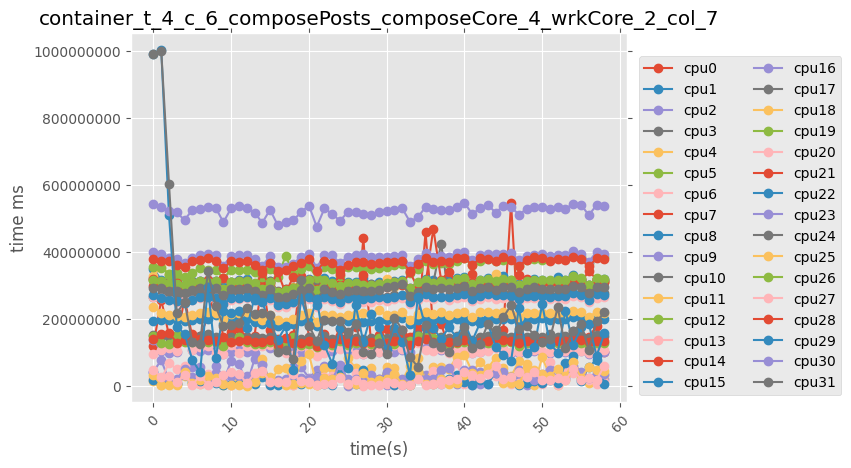 container_t_4_c_6_composePosts_composeCore_4_wrkCore_2_col_7
1000000000
800000000
600000000
400000000
200000000
0
time ms
0
10
20
30
40
50
60
time(s)
cpu0
cpu1
cpu2
cpu3
cpu4
cpu5
cpu6
cpu7
cpu8
cpu9
cpu10
cpu11
cpu12
cpu13
cpu14
cpu15
cpu16
cpu17
cpu18
cpu19
cpu20
cpu21
cpu22
cpu23
cpu24
cpu25
cpu26
cpu27
cpu28
cpu29
cpu30
cpu31